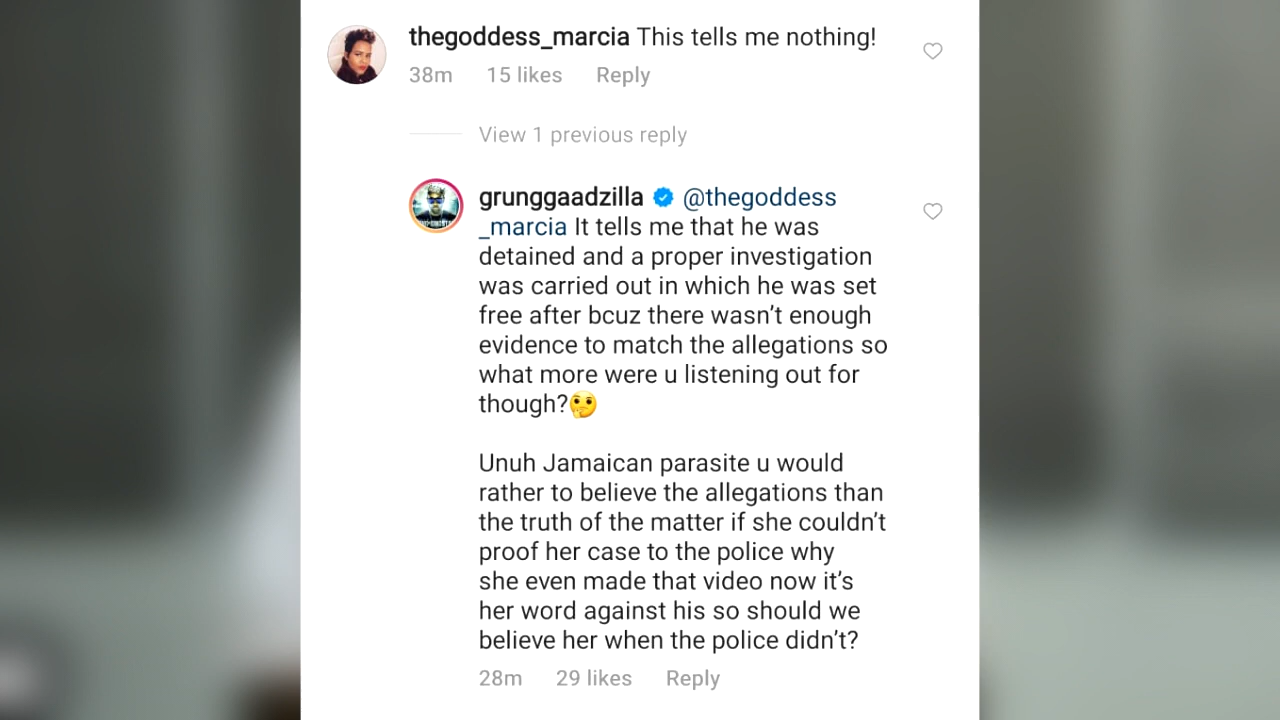 thegoddess_marcia This tells me nothing!
38m 15 likes Reply
View 1 previous reply
grunggaadzilla @thegoddess
_marcia It tells me that he was
detained and a proper investigation
was carried out in which he was set
free after bcuz there wasn't enough
evidence to match the allegations so
what more were u listening out for
though?🤔
Unuh Jamaican parasite u would
rather to believe the allegations than
the truth of the matter if she couldn't
proof her case to the police why
she even made that video now it's
her word against his so should we
believe her when the police didn't?
28m 29 likes Reply